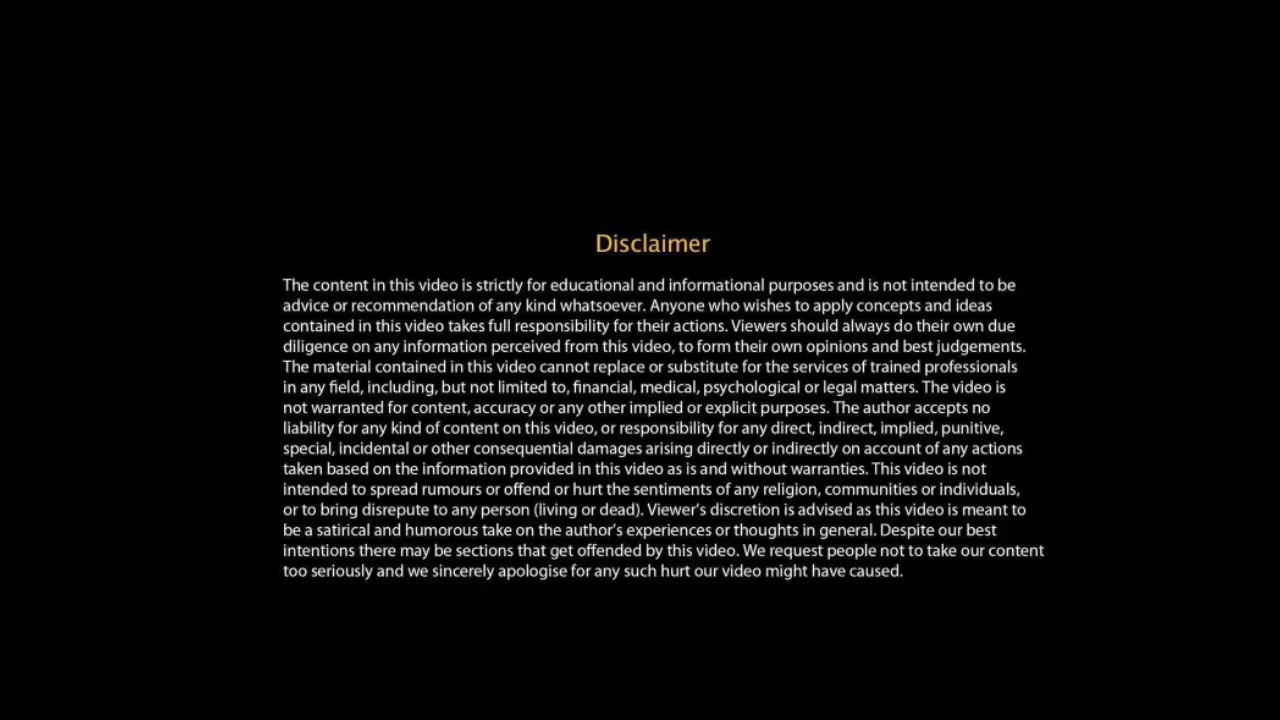 Disclaimer
The content in this video is strictly for educational and informational purposes and is not intended to be
advice or recommendation of any kind whatsoever. Anyone who wishes to apply concepts and ideas
contained in this video takes full responsibility for their actions. Viewers should always do their own due
diligence on any information perceived from this video, to form their own opinions and best judgements.
The material contained in this video cannot replace or substitute for the services of trained professionals
in any field, including, but not limited to, financial, medical, psychological or legal matters. The video is
not warranted for content, accuracy or any other implied or explicit purposes. The author accepts no
liability for any kind of content on this video, or responsibility for any direct, indirect, implied, punitive,
special, incidental or other consequential damages arising directly or indirectly on account of any actions
taken based on the information provided in this video as is and without warranties. This video is not
intended to spread rumours or offend or hurt the sentiments of any religion, communities or individuals,
or to bring disrepute to any person (living or dead). Viewer's discretion is advised as this video is meant to
be a satirical and humorous take on the author's experiences or thoughts in general. Despite our best
intentions there may be sections that get offended by this video. We request people not to take our content
too seriously and we sincerely apologise for any such hurt our video might have caused.